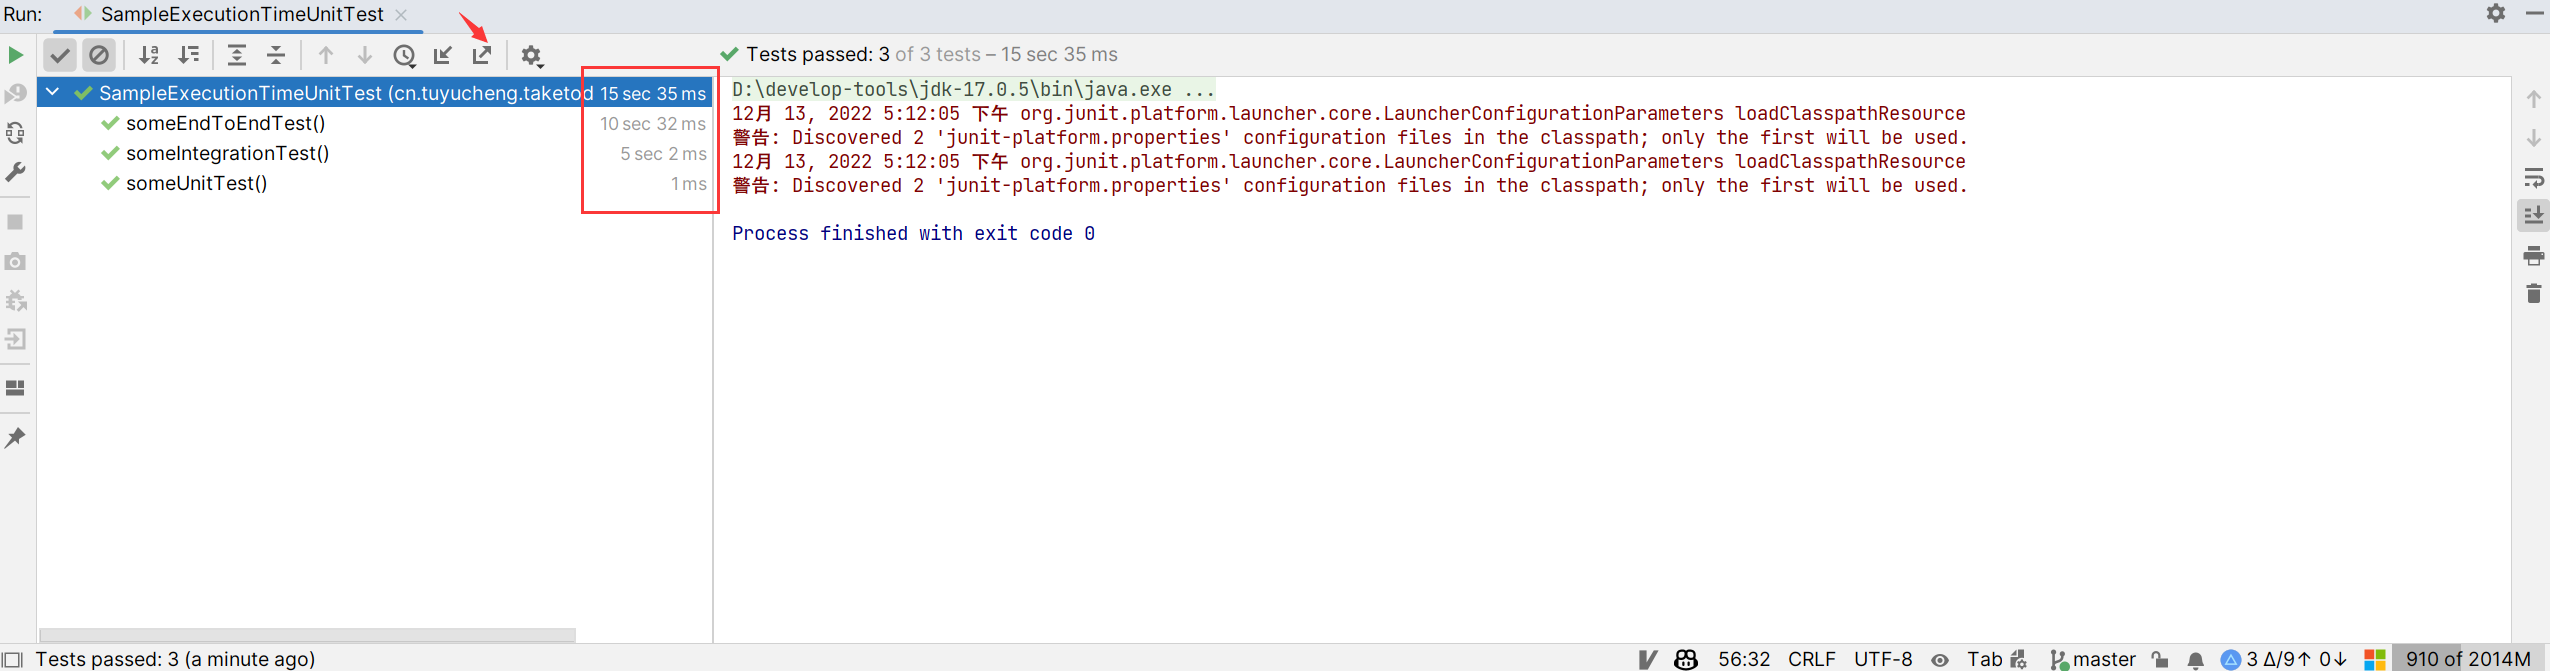 Run: SampleExecutionTimeUnitTest
Tests passed: 3 of 3 tests – 15 sec 35 ms
SampleExecutionTimeUnitTest (cn.tuyucheng.taketod 15 sec 35 ms
someEndToEndTest() 10 sec 32 ms
someIntegrationTest() 5 sec 2 ms
someUnitTest() 1 ms
D:\develop-tools\jdk-17.0.5\bin\java.exe ...
12月 13, 2022 5:12:05 下午 org.junit.platform.launcher.core.LauncherConfigurationParameters loadClasspathResource
警告: Discovered 2 'junit-platform.properties' configuration files in the classpath; only the first will be used.
12月 13, 2022 5:12:05 下午 org.junit.platform.launcher.core.LauncherConfigurationParameters loadClasspathResource
警告: Discovered 2 'junit-platform.properties' configuration files in the classpath; only the first will be used.
Process finished with exit code 0
Tests passed: 3 (a minute ago) 56:32 CRLF UTF-8 Tab master 3 Δ/9↑ 0↓ 910 of 2014M